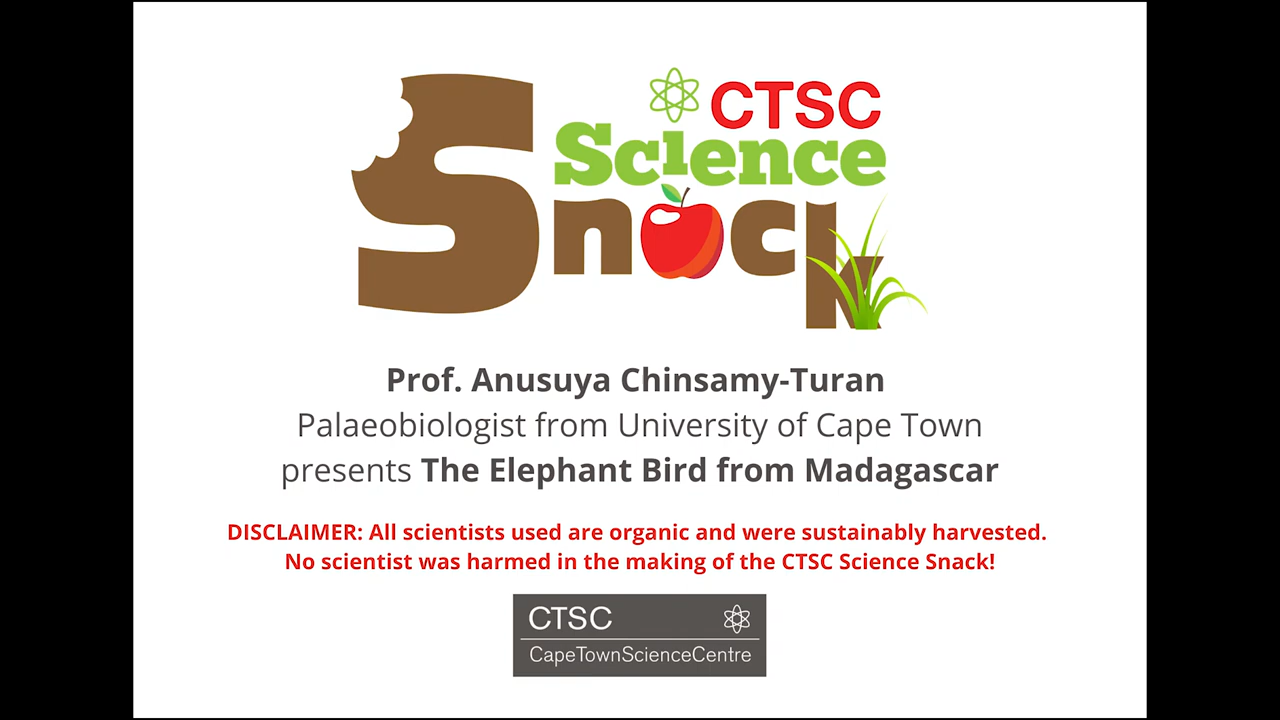 CTSC
Science
Snack
Prof. Anusuya Chinsamy-Turan
Palaeobiologist from University of Cape Town
presents The Elephant Bird from Madagascar
DISCLAIMER: All scientists used are organic and were sustainably harvested.
No scientist was harmed in the making of the CTSC Science Snack!
CTSC
CapeTownScienceCentre